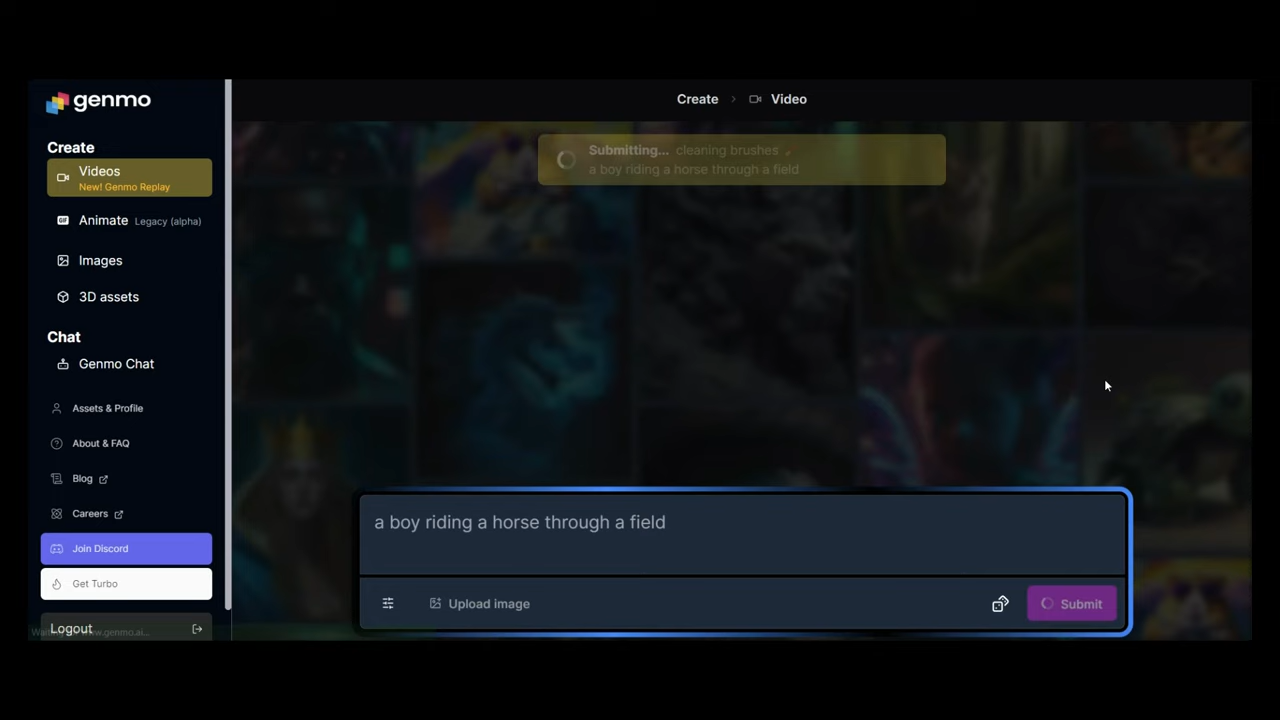 genmo
Create > Video
Create
Videos
New! Genmo Replay
Animate Legacy (alpha)
Images
3D assets
Chat
Genmo Chat
Assets & Profile
About & FAQ
Blog
Careers
Join Discord
Get Turbo
Logout
Submitting... cleaning brushes
a boy riding a horse through a field
a boy riding a horse through a field
Upload image
Submit